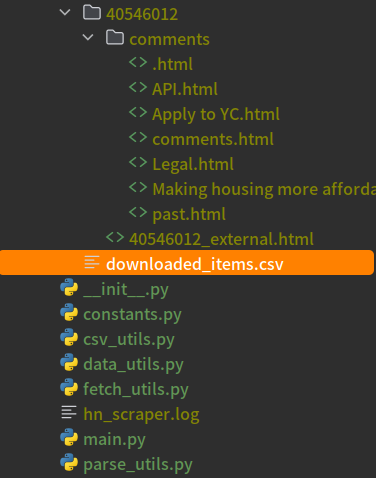 40546012
comments
.html
API.html
Apply to YC.html
comments.html
Legal.html
Making housing more afforda
past.html
40546012_external.html
downloaded_items.csv
__init__.py
constants.py
csv_utils.py
data_utils.py
fetch_utils.py
hn_scraper.log
main.py
parse_utils.py